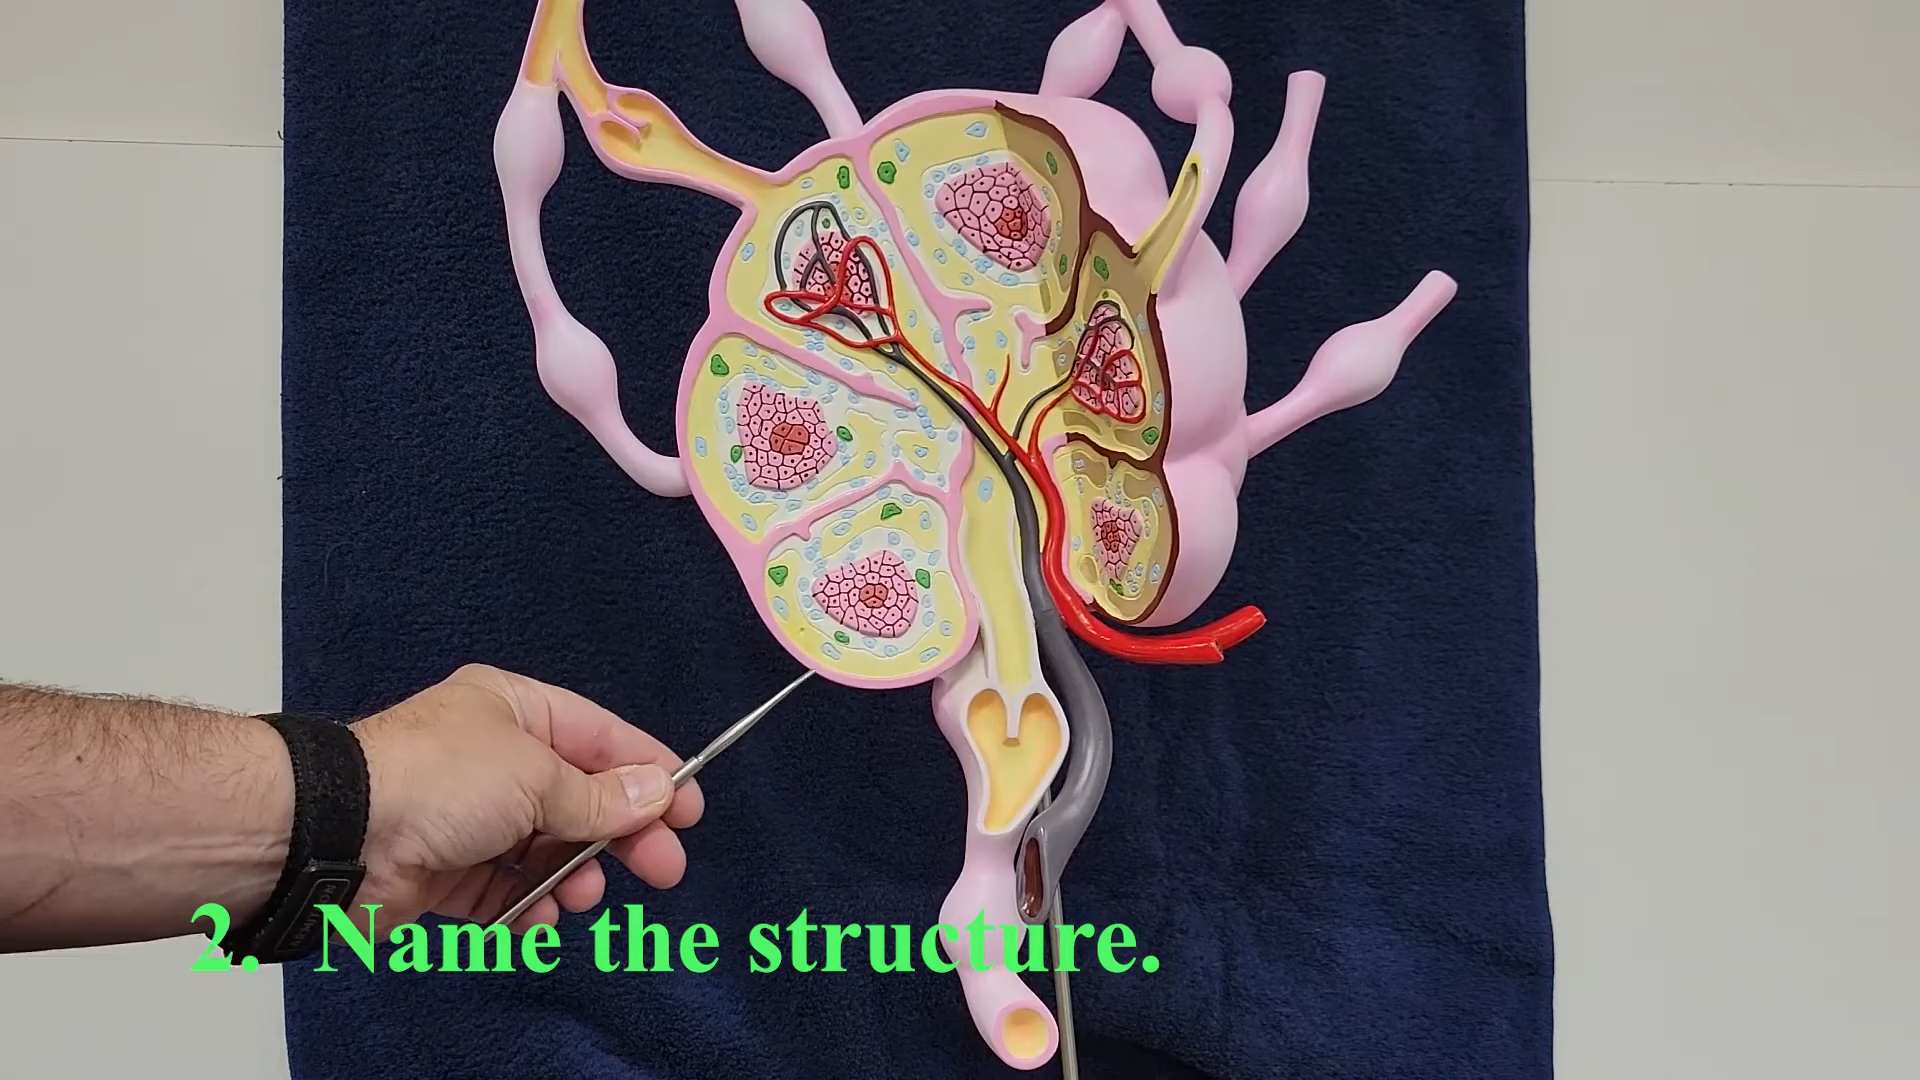 2. Name the structure.